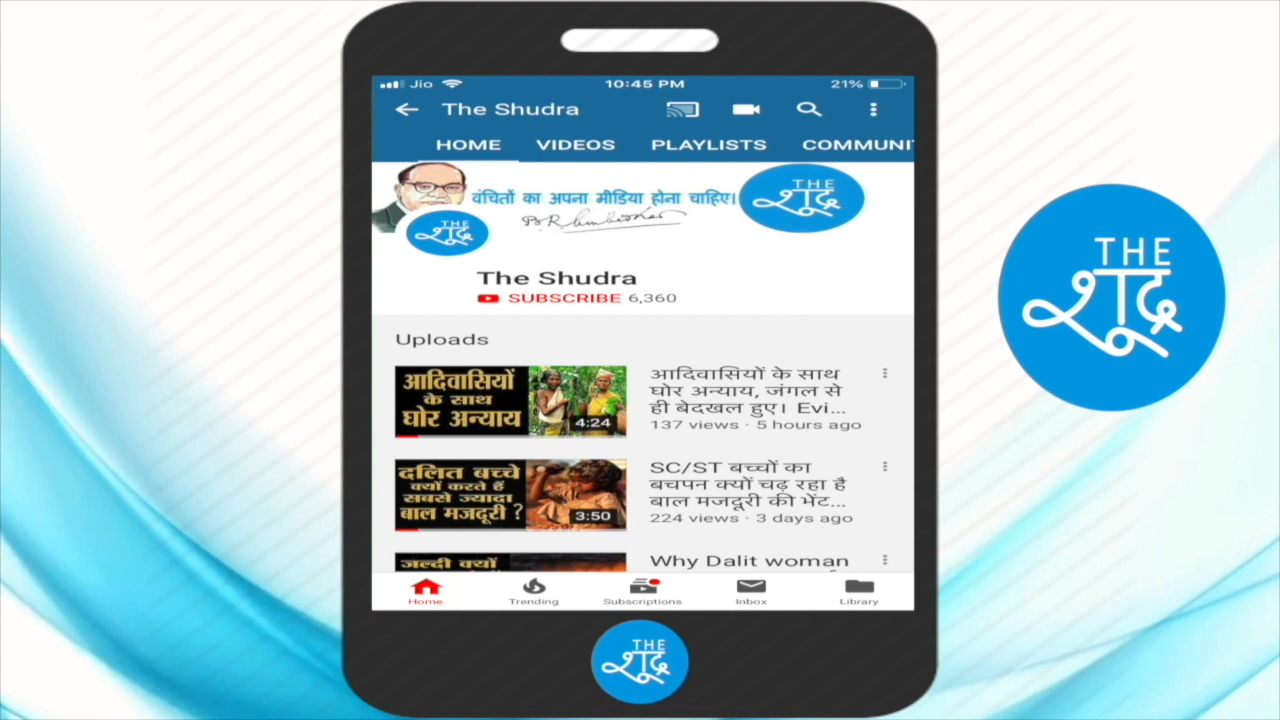 Jio
10:45 PM
21%
The Shudra
HOME
VIDEOS
PLAYLISTS
COMMUNI
वंचितों का अपना मीडिया होना चाहिए।
THE
शूद्र
THE
शूद्र
The Shudra
SUBSCRIBE 6,360
Uploads
आदिवासियों
के साथ
घोर अन्याय
4:24
आदिवासियों के साथ
घोर अन्याय, जंगल से
ही बेदखल हुए। Evi...
137 views · 5 hours ago
दलित बच्चे
क्यों करते हैं
सबसे ज्यादा
बाल मजदूरी ?
3:50
SC/ST बच्चों का
बचपन क्यों चढ़ रहा है
बाल मजदूरी की भेंट...
224 views · 3 days ago
जल्दी क्यों
Why Dalit woman
Home
Trending
Subscriptions
Inbox
Library
THE
शूद्र
THE
शूद्र